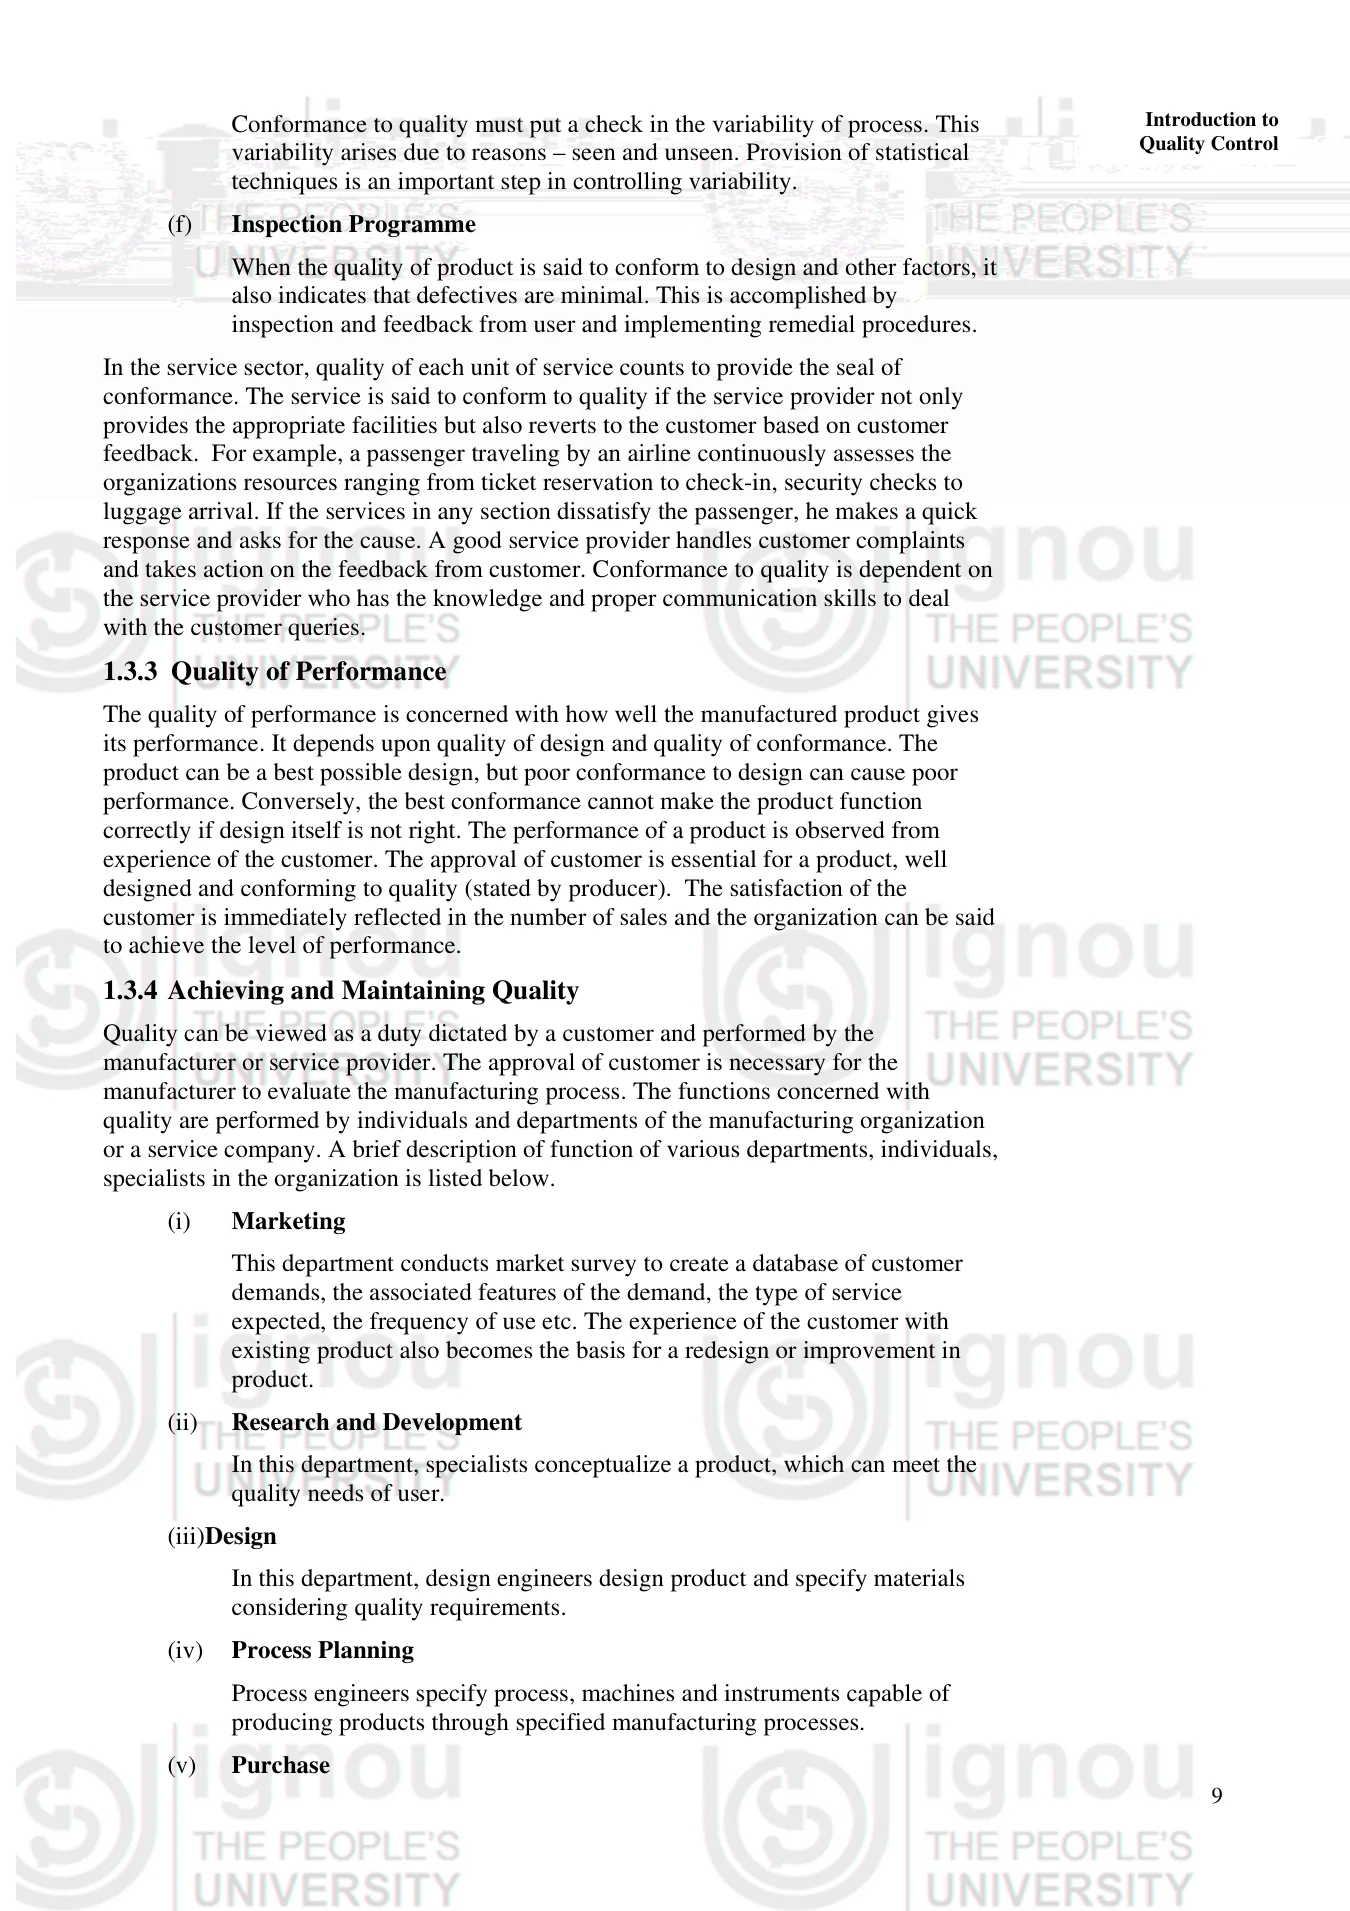 Introduction to
Quality Control
Conformance to quality must put a check in the variability of process. This
variability arises due to reasons – seen and unseen. Provision of statistical
techniques is an important step in controlling variability.
(f) Inspection Programme
When the quality of product is said to conform to design and other factors, it
also indicates that defectives are minimal. This is accomplished by
inspection and feedback from user and implementing remedial procedures.
In the service sector, quality of each unit of service counts to provide the seal of
conformance. The service is said to conform to quality if the service provider not only
provides the appropriate facilities but also reverts to the customer based on customer
feedback.  For example, a passenger traveling by an airline continuously assesses the
organizations resources ranging from ticket reservation to check-in, security checks to
luggage arrival. If the services in any section dissatisfy the passenger, he makes a quick
response and asks for the cause. A good service provider handles customer complaints
and takes action on the feedback from customer. Conformance to quality is dependent on
the service provider who has the knowledge and proper communication skills to deal
with the customer queries.
1.3.3  Quality of Performance
The quality of performance is concerned with how well the manufactured product gives
its performance. It depends upon quality of design and quality of conformance. The
product can be a best possible design, but poor conformance to design can cause poor
performance. Conversely, the best conformance cannot make the product function
correctly if design itself is not right. The performance of a product is observed from
experience of the customer. The approval of customer is essential for a product, well
designed and conforming to quality (stated by producer).  The satisfaction of the
customer is immediately reflected in the number of sales and the organization can be said
to achieve the level of performance.
1.3.4 Achieving and Maintaining Quality
Quality can be viewed as a duty dictated by a customer and performed by the
manufacturer or service provider. The approval of customer is necessary for the
manufacturer to evaluate the manufacturing process. The functions concerned with
quality are performed by individuals and departments of the manufacturing organization
or a service company. A brief description of function of various departments, individuals,
specialists in the organization is listed below.
(i) Marketing
This department conducts market survey to create a database of customer
demands, the associated features of the demand, the type of service
expected, the frequency of use etc. The experience of the customer with
existing product also becomes the basis for a redesign or improvement in
product.
(ii) Research and Development
In this department, specialists conceptualize a product, which can meet the
quality needs of user.
(iii)Design
In this department, design engineers design product and specify materials
considering quality requirements.
(iv) Process Planning
Process engineers specify process, machines and instruments capable of
producing products through specified manufacturing processes.
(v) Purchase
9
ignou
THE PEOPLE'S
UNIVERSITY